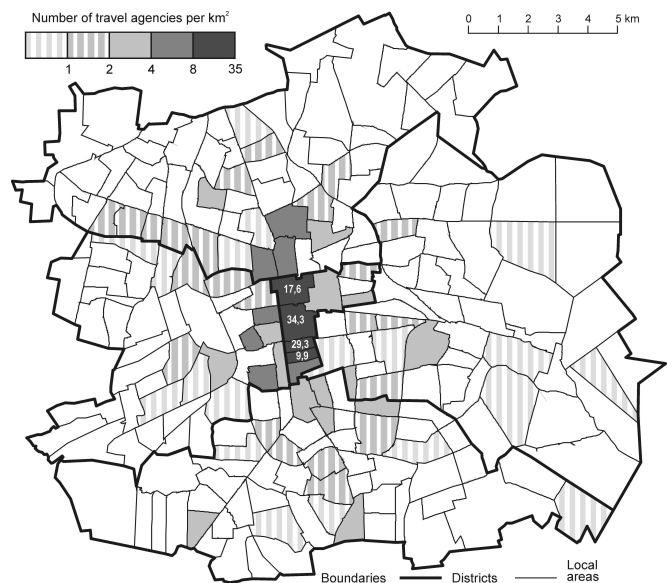 Number of travel agencies per km²
1 2 4 8 35
0 1 2 3 4 5 km
17,6
34,3
29,3
9,9
Boundaries Districts Local areas